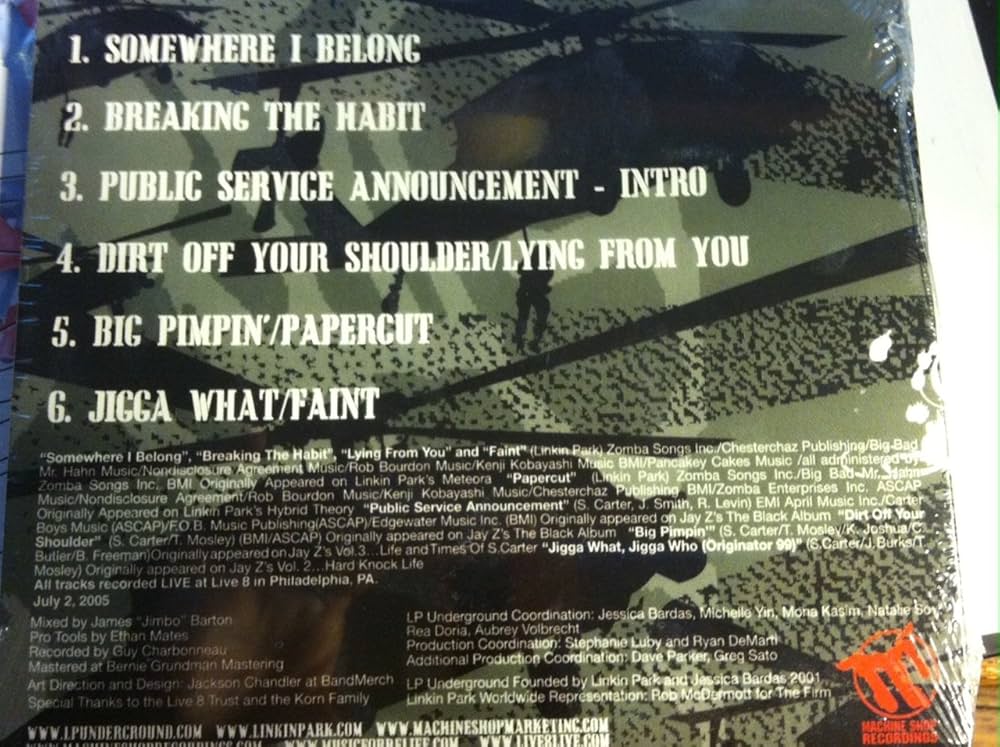 1. SOMEWHERE I BELONG
2. BREAKING THE HABIT
3. PUBLIC SERVICE ANNOUNCEMENT - INTRO
4. DIRT OFF YOUR SHOULDER/LYING FROM YOU
5. BIG PIMPIN'/PAPERCUT
6. JIGGA WHAT/FAINT
"Somewhere I Belong", "Breaking The Habit", "Lying From You" and "Faint" (Linkin Park) Zomba Songs Inc./Chesterchaz Publishing/Big Bad
Mr. Hahn Music/Nondisclosure Agreement Music/Rob Bourdon Music/Kenji Kobayashi Music BMI/Pancakey Cakes Music /all administered by
Zomba Songs Inc. BMI Originally Appeared on Linkin Park's Meteora "Papercut" (Linkin Park) Zomba Songs Inc./Big Bad Mr. Hahn
Music/Nondisclosure Agreement/Rob Bourdon Music/Kenji Kobayashi Music/Chesterchaz Publishing BMI/Zomba Enterprises Inc. ASCAP
Originally Appeared on Linkin Park's Hybrid Theory "Public Service Announcement" (S. Carter, J. Smith, R. Levin) EMI April Music Inc./Carter
Boys Music (ASCAP)/F.O.B. Music Publishing(ASCAP)/Edgewater Music Inc. (BMI) Originally appeared on Jay Z's The Black Album "Dirt Off Your
Shoulder" (S. Carter/T. Mosley) (BMI/ASCAP) Originally appeared on Jay Z's The Black Album "Big Pimpin'" (S. Carter/T. Mosley/K. Joshua/C.
Butler/B. Freeman)Originally appeared on Jay Z's Vol.3...Life and Times Of S.Carter "Jigga What, Jigga Who (Originator 99)" (S.Carter/J.Burks/T.
Mosley) Originally appeared on Jay Z's Vol. 2...Hard Knock Life
All tracks recorded LIVE at Live 8 in Philadelphia, PA.
July 2, 2005
Mixed by James "Jimbo" Barton
Pro Tools by Ethan Mates
Recorded by Guy Charbonneau
Mastered at Bernie Grundman Mastering
Art Direction and Design: Jackson Chandler at BandMerch
Special Thanks to the Live 8 Trust and the Korn Family
LP Underground Coordination: Jessica Bardas, Michelle Yin, Mona Kasim, Natalie
Rea Doria, Aubrey Volbrecht
Production Coordination: Stephanie Luby and Ryan DeMarti
Additional Production Coordination: Dave Parker, Greg Sato
LP Underground Founded by Linkin Park and Jessica Bardas 2001
Linkin Park Worldwide Representation: Rob McDermott for The Firm
WWW.LPUNDERGROUND.COM WWW.LINKINPARK.COM WWW.MACHINESHOPMARKETING.COM
WWW.MACHINESHOPRECORDINGS.COM WWW.MUSICFORRELIEF.COM WWW.LIVE8LIVE.COM
MACHINE SHOP
RECORDINGS